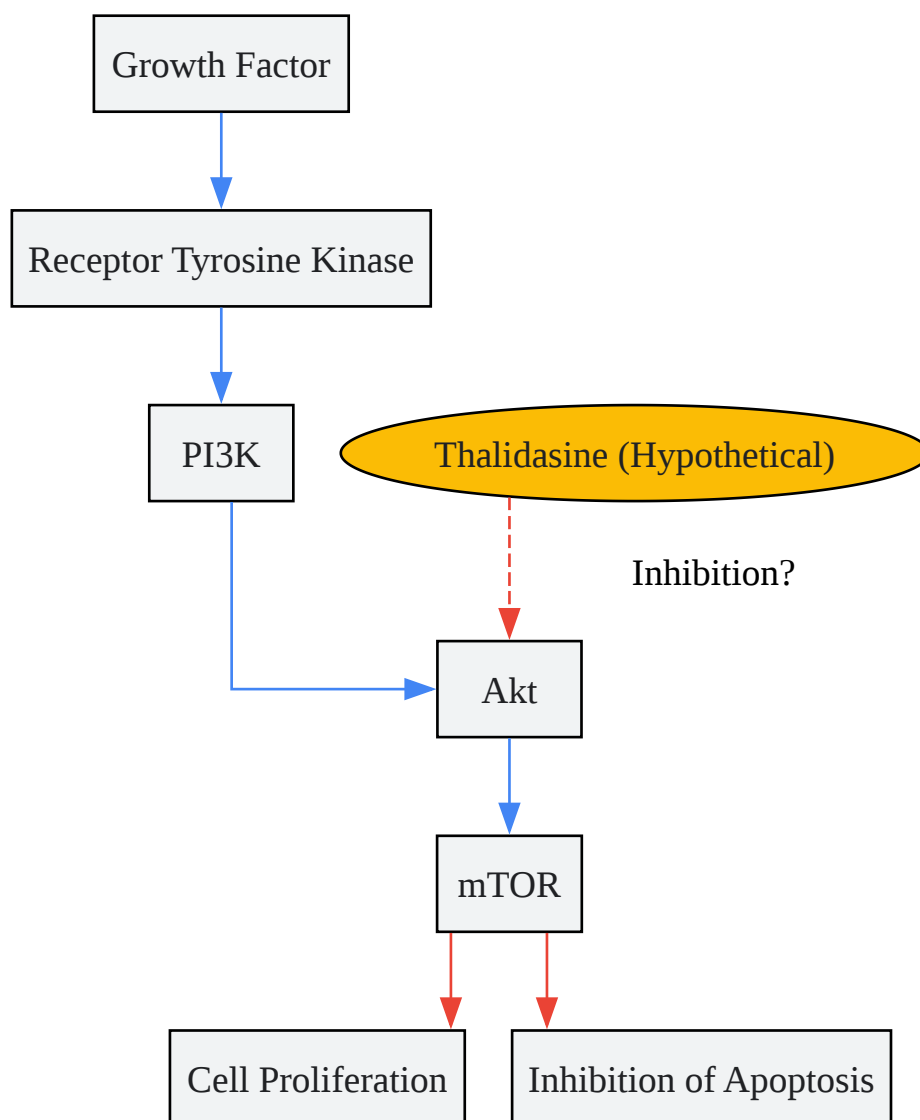 Growth Factor
Receptor Tyrosine Kinase
PI3K
Thalidasine (Hypothetical)
Inhibition?
Akt
mTOR
Cell Proliferation
Inhibition of Apoptosis